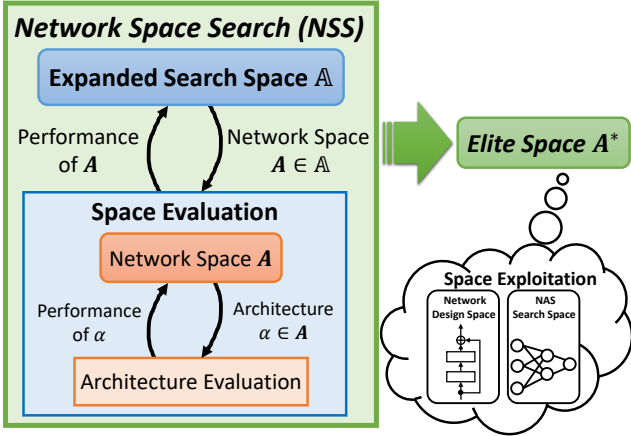 Network Space Search (NSS)
Expanded Search Space 𝔸
Performance
of A
Network Space
A ∈ 𝔸
Space Evaluation
Network Space A
Performance
of α
Architecture
α ∈ A
Architecture Evaluation
Elite Space A*
Space Exploitation
Network
Design Space
NAS
Search Space